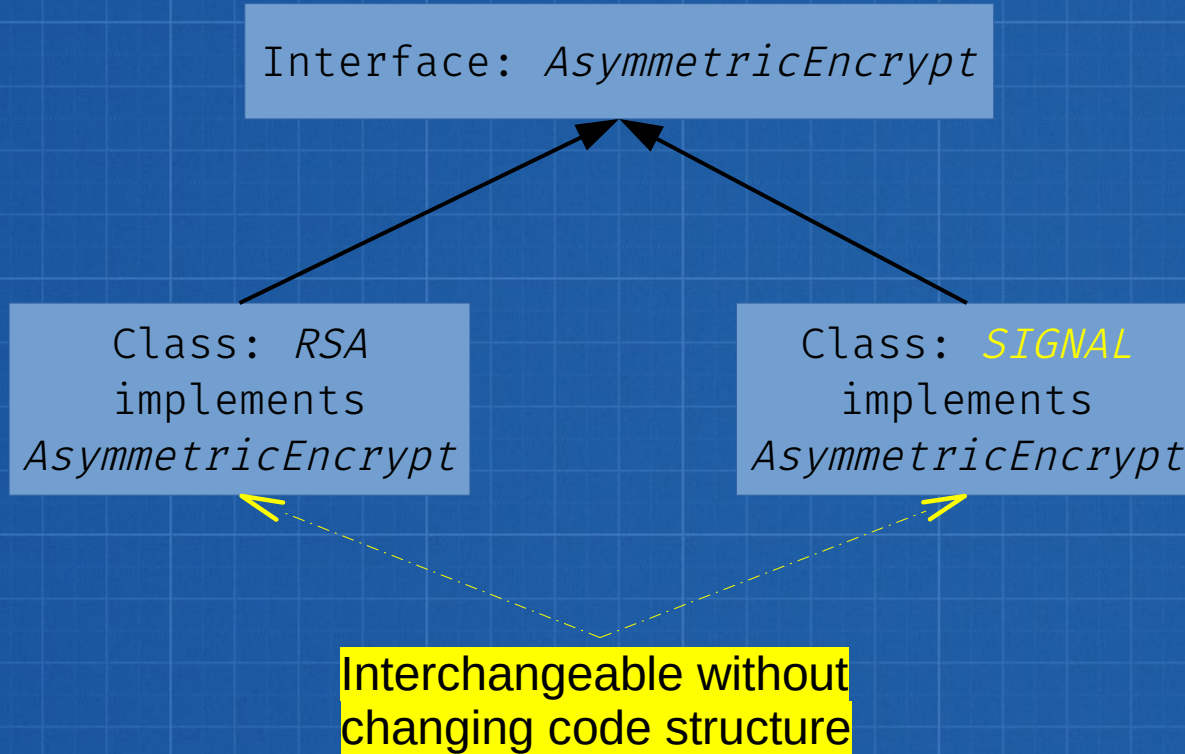 Interface: AsymmetricEncrypt
Class: RSA
implements
AsymmetricEncrypt
Class: SIGNAL
implements
AsymmetricEncrypt
Interchangeable without
changing code structure